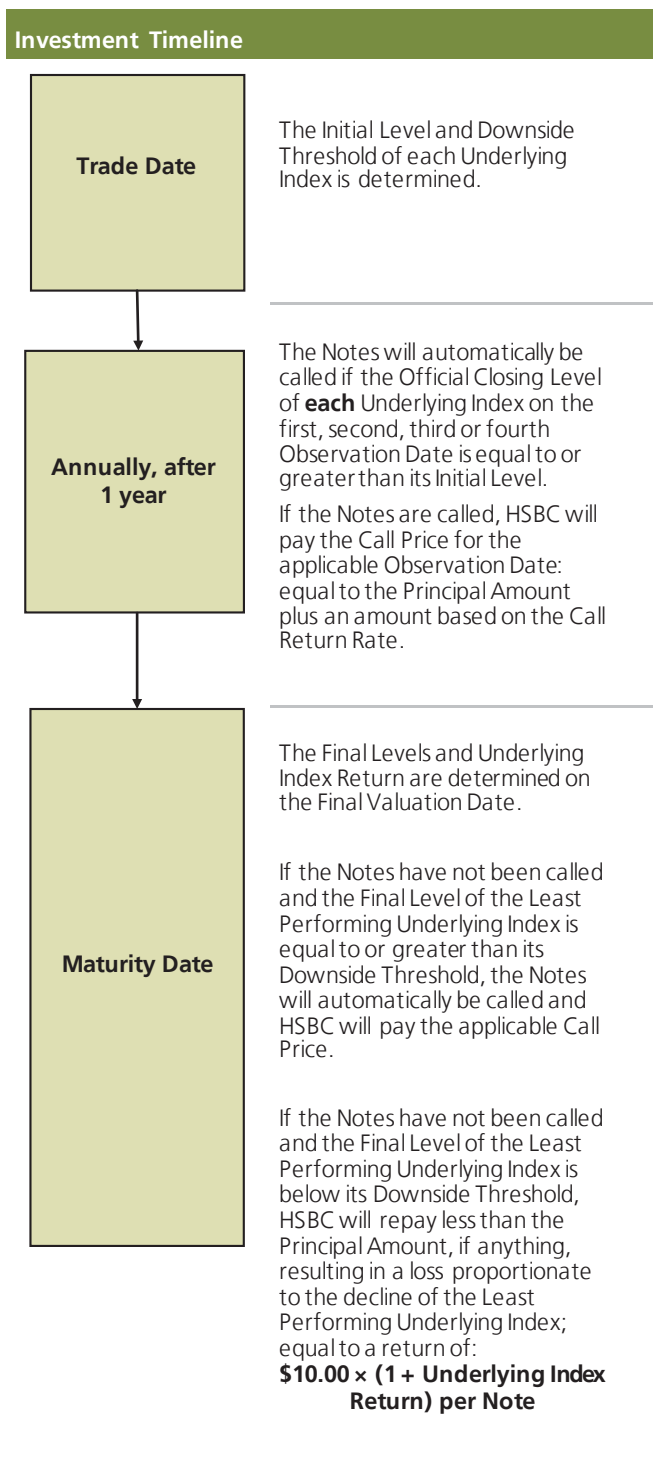 Investment Timeline
Trade Date
The Initial Level and Downside
Threshold of each Underlying
Index is determined.
Annually, after
1 year
The Notes will automatically be
called if the Official Closing Level
of each Underlying Index on the
first, second, third or fourth
Observation Date is equal to or
greater than its Initial Level.
If the Notes are called, HSBC will
pay the Call Price for the
applicable Observation Date:
equal to the Principal Amount
plus an amount based on the Call
Return Rate.
Maturity Date
The Final Levels and Underlying
Index Return are determined on
the Final Valuation Date.
If the Notes have not been called
and the Final Level of the Least
Performing Underlying Index is
equal to or greater than its
Downside Threshold, the Notes
will automatically be called and
HSBC will pay the applicable Call
Price.
If the Notes have not been called
and the Final Level of the Least
Performing Underlying Index is
below its Downside Threshold,
HSBC will repay less than the
Principal Amount, if anything,
resulting in a loss proportionate
to the decline of the Least
Performing Underlying Index;
equal to a return of:
$10.00 × (1 + Underlying Index
Return) per Note